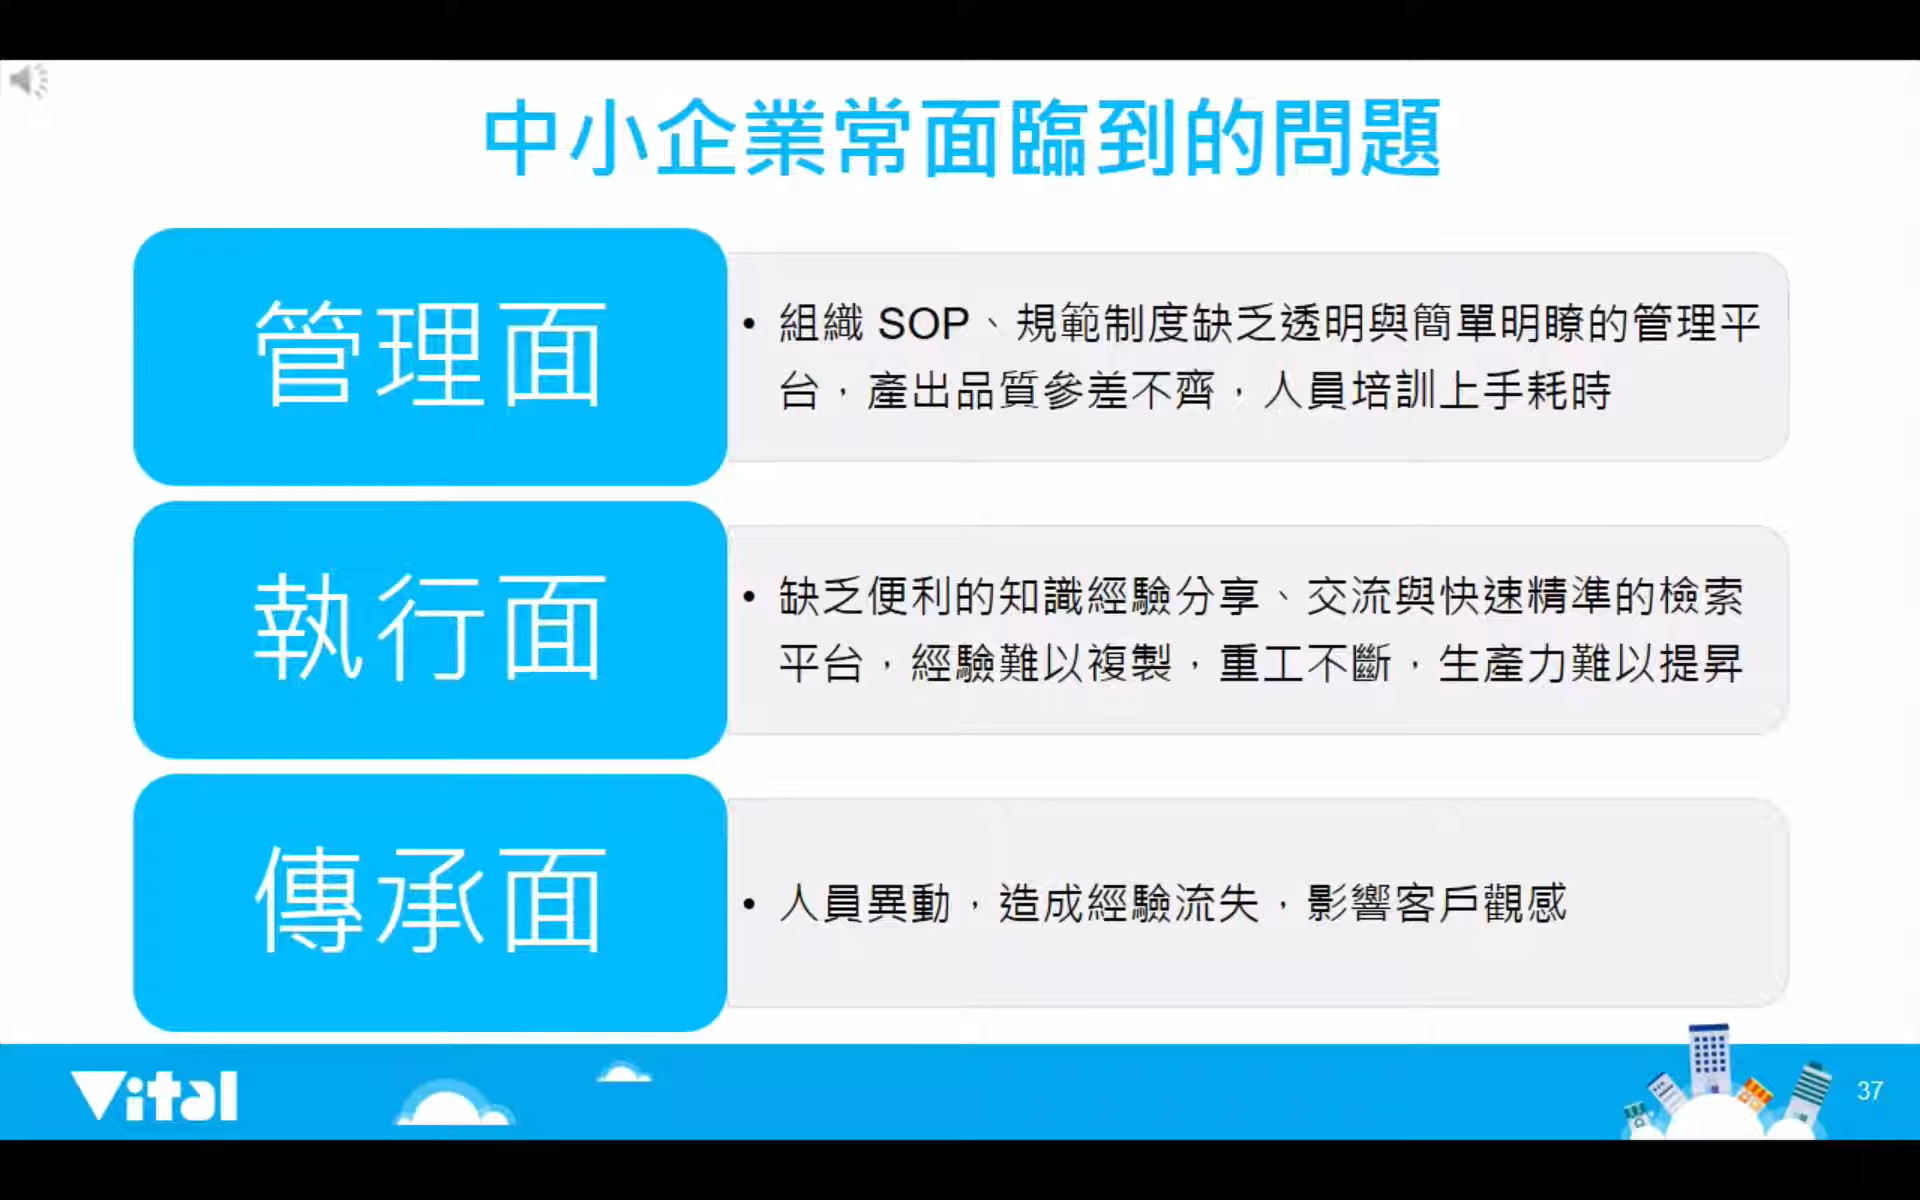 中小企業常面臨到的問題
管理面
• 組織 SOP、規範制度缺乏透明與簡單明瞭的管理平
台，產出品質參差不齊，人員培訓上手耗時
執行面
• 缺乏便利的知識經驗分享、交流與快速精準的檢索
平台，經驗難以複製，重工不斷，生產力難以提昇
傳承面
• 人員異動，造成經驗流失，影響客戶觀感
Vital
37